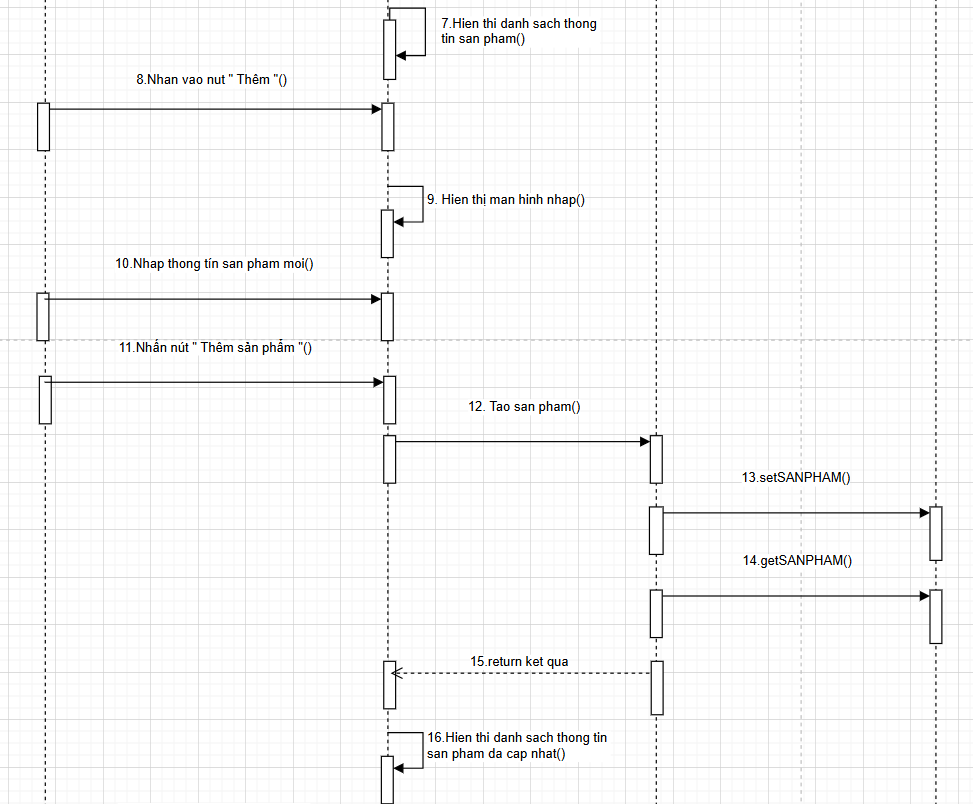 7.Hien thi danh sach thong
tin san pham()
8.Nhan vao nut " Thêm "()
9. Hien thị man hinh nhap()
10.Nhap thong tín san pham moi()
11.Nhấn nút " Thêm sản phẩm "()
12. Tao san pham()
13.setSANPHAM()
14.getSANPHAM()
15.return ket qua
16.Hien thi danh sach thong tin
san pham da cap nhat()